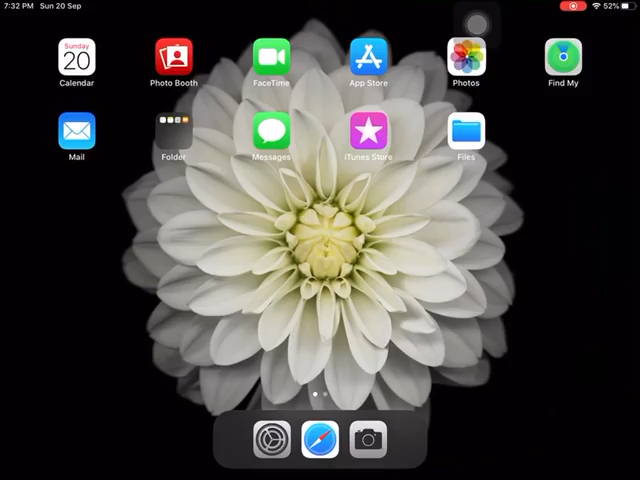 7:32 PM Sun 20 Sep
52%
Sunday
20
Calendar
Photo Booth
FaceTime
App Store
Photos
Find My
Mail
Folder
Messages
iTunes Store
Files